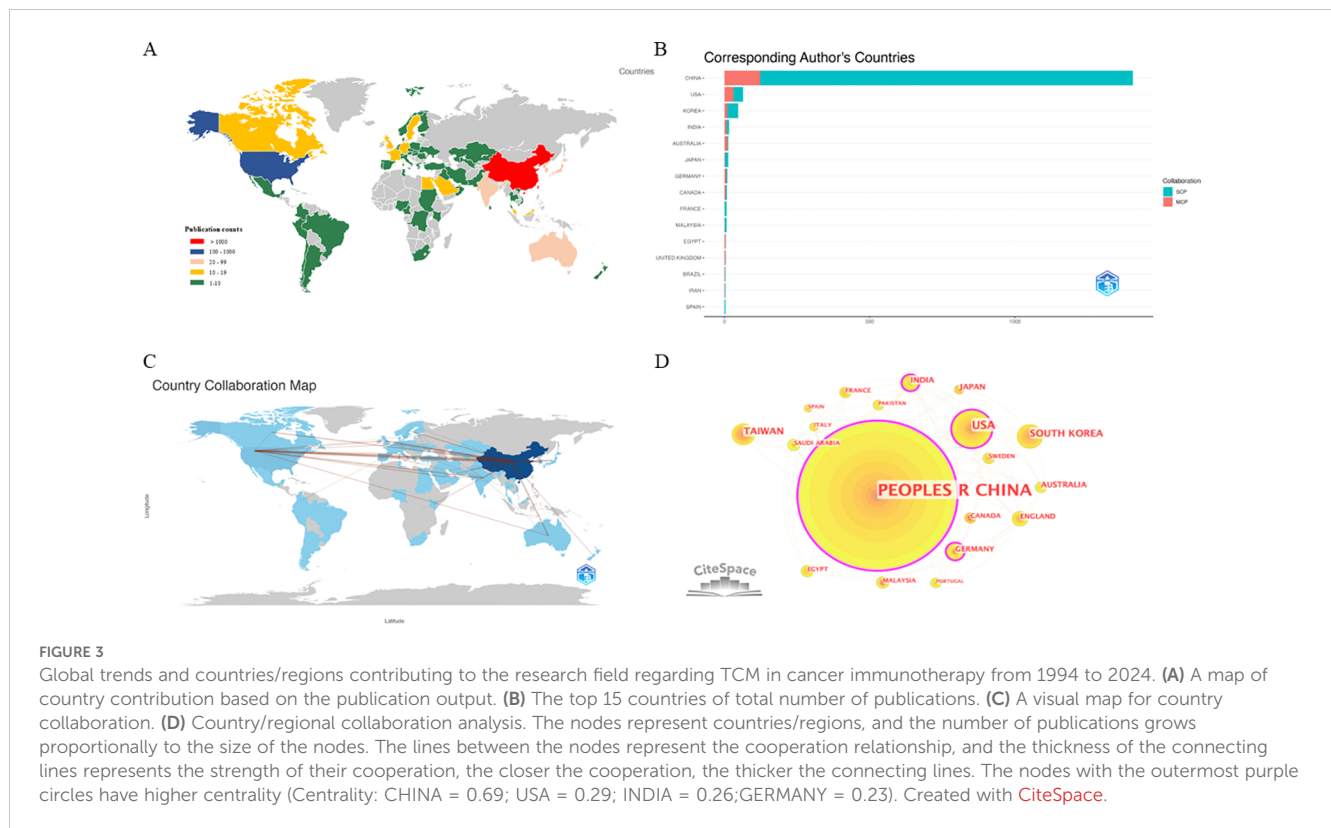 A
Countries
Publication counts
> 1000
100 - 1000
20 - 99
10 - 19
1-10
B
Corresponding Author's Countries
CHINA
USA
KOREA
INDIA
AUSTRALIA
JAPAN
GERMANY
CANADA
FRANCE
MALAYSIA
EGYPT
UNITED KINGDOM
BRAZIL
IRAN
SPAIN
0
500
1000
Collaboration
SCP
MCP
C
Country Collaboration Map
Longitude
Latitude
D
INDIA
JAPAN
FRANCE
PAKISTAN
SPAIN
ITALY
USA
TAIWAN
SOUTH KOREA
SAUDI ARABIA
SWEDEN
PEOPLES R CHINA
AUSTRALIA
CANADA
ENGLAND
GERMANY
EGYPT
MALAYSIA
PORTUGAL
CiteSpace
FIGURE 3
Global trends and countries/regions contributing to the research field regarding TCM in cancer immunotherapy from 1994 to 2024. (A) A map of
country contribution based on the publication output. (B) The top 15 countries of total number of publications. (C) A visual map for country
collaboration. (D) Country/regional collaboration analysis. The nodes represent countries/regions, and the number of publications grows
proportionally to the size of the nodes. The lines between the nodes represent the cooperation relationship, and the thickness of the connecting
lines represents the strength of their cooperation, the closer the cooperation, the thicker the connecting lines. The nodes with the outermost purple
circles have higher centrality (Centrality: CHINA = 0.69; USA = 0.29; INDIA = 0.26;GERMANY = 0.23). Created with CiteSpace.